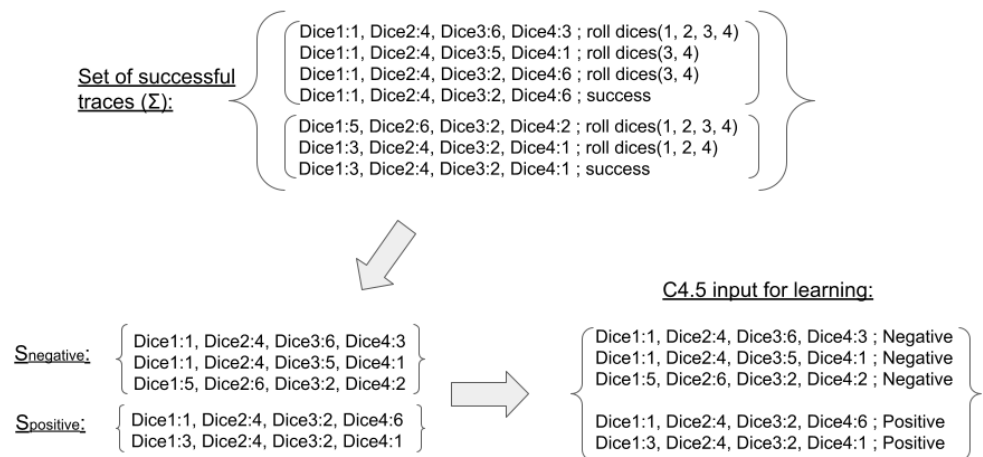 Set of successful
traces (Σ):
Dice1:1, Dice2:4, Dice3:6, Dice4:3 ; roll dices(1, 2, 3, 4)
Dice1:1, Dice2:4, Dice3:5, Dice4:1 ; roll dices(3, 4)
Dice1:1, Dice2:4, Dice3:2, Dice4:6 ; roll dices(3, 4)
Dice1:1, Dice2:4, Dice3:2, Dice4:6 ; success
Dice1:5, Dice2:6, Dice3:2, Dice4:2 ; roll dices(1, 2, 3, 4)
Dice1:3, Dice2:4, Dice3:2, Dice4:1 ; roll dices(1, 2, 4)
Dice1:3, Dice2:4, Dice3:2, Dice4:1 ; success
Snegative:
Dice1:1, Dice2:4, Dice3:6, Dice4:3
Dice1:1, Dice2:4, Dice3:5, Dice4:1
Dice1:5, Dice2:6, Dice3:2, Dice4:2
Spositive:
Dice1:1, Dice2:4, Dice3:2, Dice4:6
Dice1:3, Dice2:4, Dice3:2, Dice4:1
C4.5 input for learning:
Dice1:1, Dice2:4, Dice3:6, Dice4:3 ; Negative
Dice1:1, Dice2:4, Dice3:5, Dice4:1 ; Negative
Dice1:5, Dice2:6, Dice3:2, Dice4:2 ; Negative
Dice1:1, Dice2:4, Dice3:2, Dice4:6 ; Positive
Dice1:3, Dice2:4, Dice3:2, Dice4:1 ; Positive